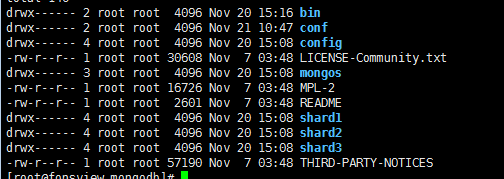 drwx------ 2 root root  4096 Nov 20 15:16 bin
drwx------ 2 root root  4096 Nov 21 10:47 conf
drwx------ 4 root root  4096 Nov 20 15:08 config
-rw-r--r-- 1 root root 30608 Nov  7 03:48 LICENSE-Community.txt
drwx------ 3 root root  4096 Nov 20 15:08 mongos
-rw-r--r-- 1 root root 16726 Nov  7 03:48 MPL-2
-rw-r--r-- 1 root root  2601 Nov  7 03:48 README
drwx------ 4 root root  4096 Nov 20 15:08 shard1
drwx------ 4 root root  4096 Nov 20 15:08 shard2
drwx------ 4 root root  4096 Nov 20 15:08 shard3
-rw-r--r-- 1 root root 57190 Nov  7 03:48 THIRD-PARTY-NOTICES
[root@fonsview mongodb]#